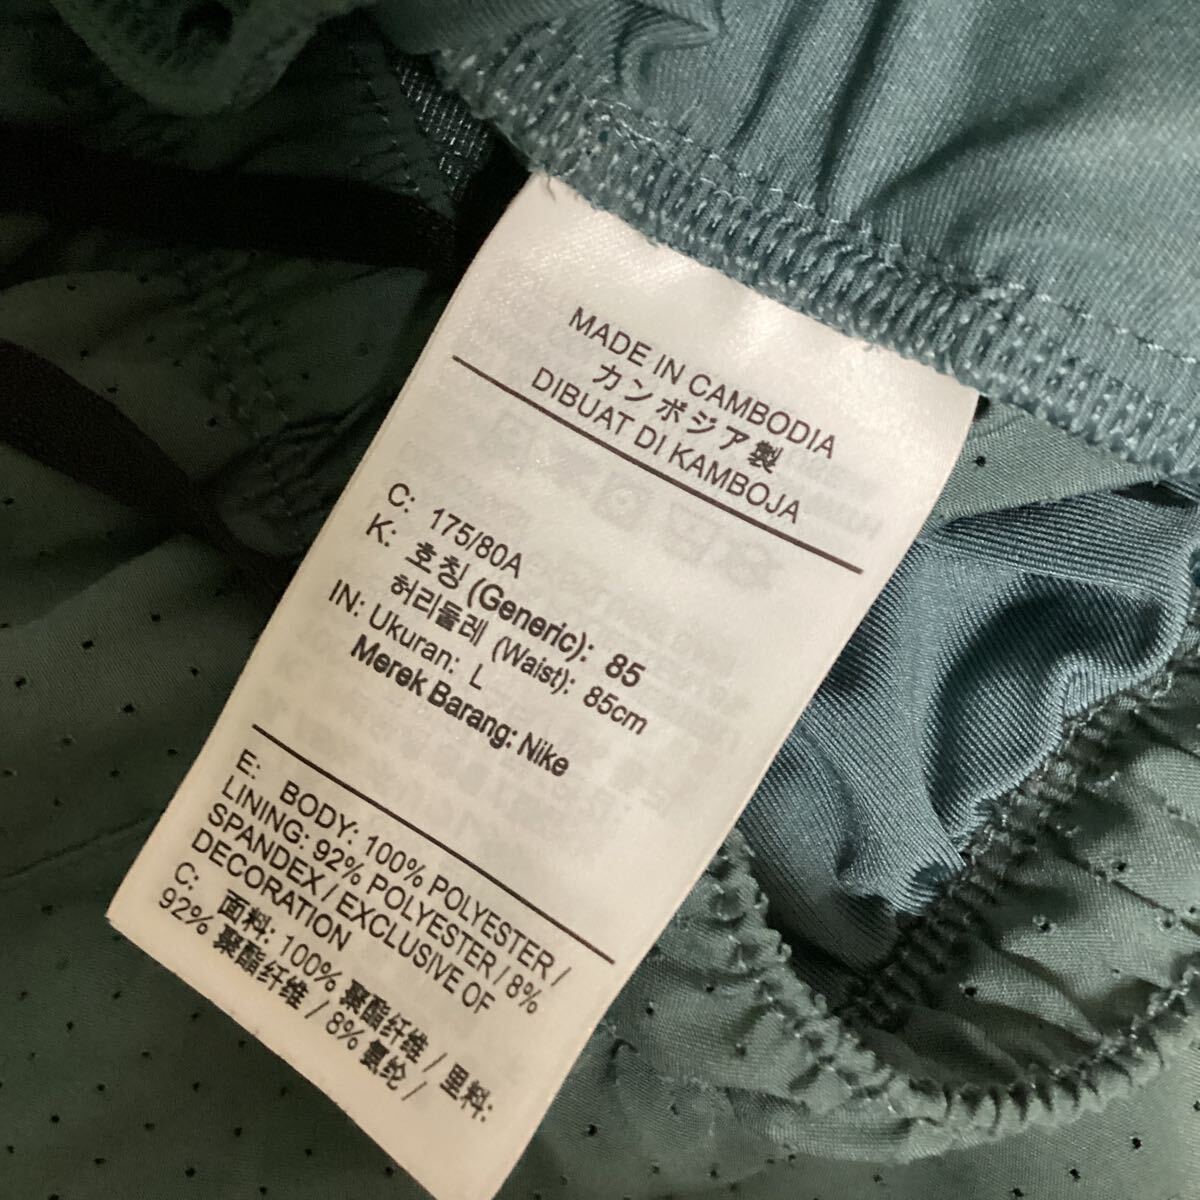 MADE IN CAMBODIA
カンボジア製
DIBUAT DI KAMBOJA
C: 175/80A
K: 호칭 (Generic): 85
허리둘레 (Waist): 85cm
IN: Ukuran: L
Merek Barang: Nike
E: BODY: 100% POLYESTER /
LINING: 92% POLYESTER / 8%
SPANDEX / EXCLUSIVE OF
DECORATION
C: 面料: 100% 聚酯纤维 / 里料:
92% 聚酯纤维 / 8% 氨纶 /